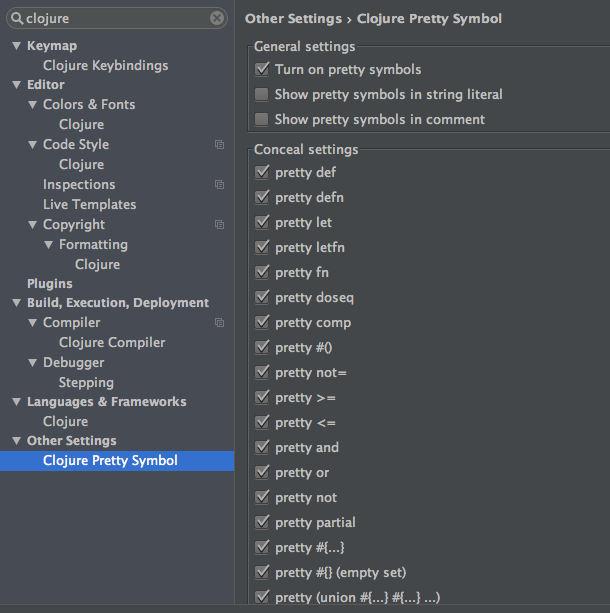 clojure
Keymap
Clojure Keybindings
Editor
Colors & Fonts
Clojure
Code Style
Clojure
Inspections
Live Templates
Copyright
Formatting
Clojure
Plugins
Build, Execution, Deployment
Compiler
Clojure Compiler
Debugger
Stepping
Languages & Frameworks
Clojure
Other Settings
Clojure Pretty Symbol
Other Settings › Clojure Pretty Symbol
General settings
Turn on pretty symbols
Show pretty symbols in string literal
Show pretty symbols in comment
Conceal settings
pretty def
pretty defn
pretty let
pretty letfn
pretty fn
pretty doseq
pretty comp
pretty #()
pretty not=
pretty >=
pretty <=
pretty and
pretty or
pretty not
pretty partial
pretty #{...}
pretty #{} (empty set)
pretty (union #{...} #{...} ...)